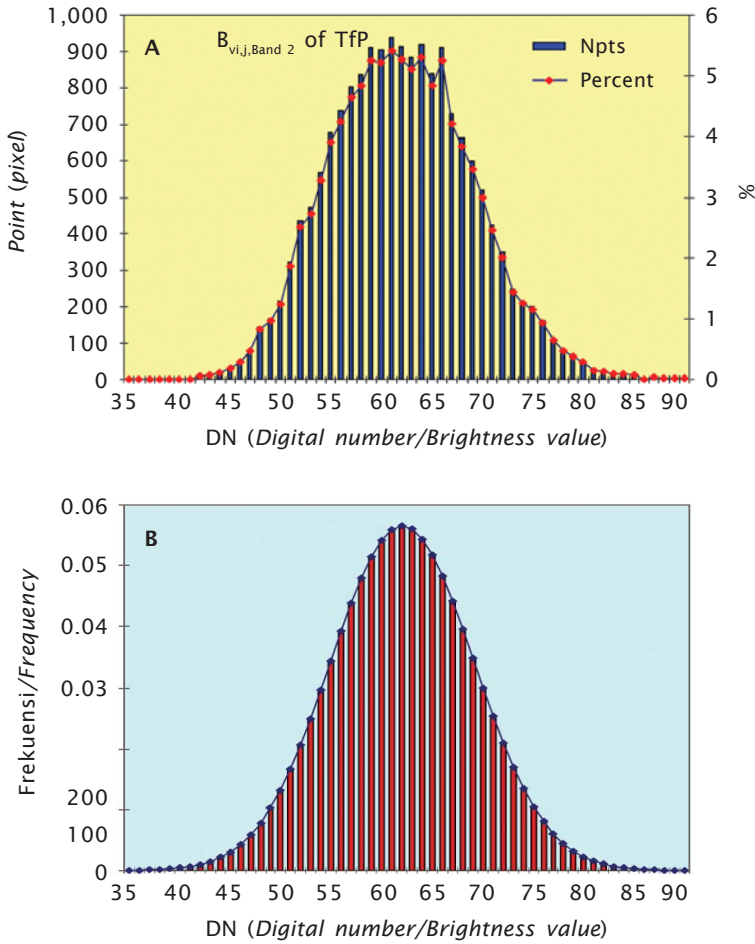 A
Bvi,j,Band 2 of TfP
Npts
Percent
1,000
900
800
700
600
500
400
300
200
100
0
Point (pixel)
6
5
4
3
2
1
0
%
35 40 45 50 55 60 65 70 75 80 85 90
DN (Digital number/Brightness value)
B
0.06
0.05
0.04
0.03
200
100
0
Frekuensi/Frequency
35 40 45 50 55 60 65 70 75 80 85 90
DN (Digital number/Brightness value)